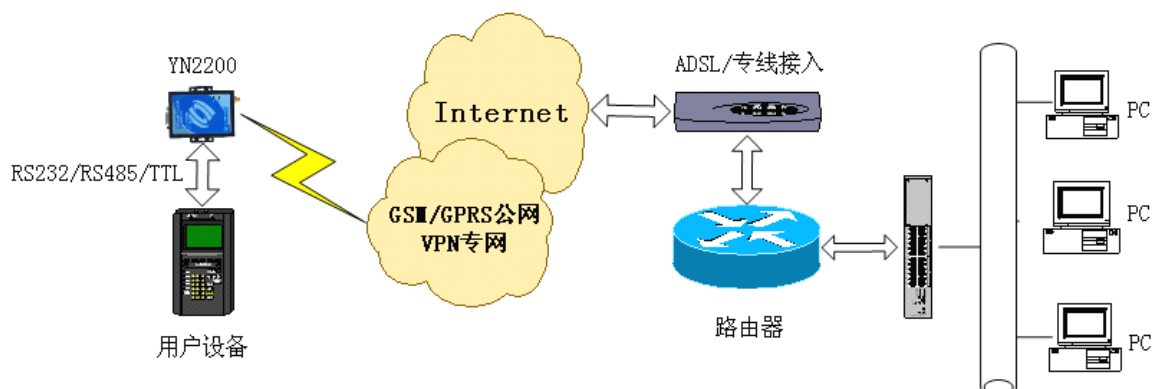 YN2200
RS232/RS485/TTL
用户设备
Internet
GSM/GPRS公网
VPN专网
ADSL/专线接入
路由器
PC
PC
PC